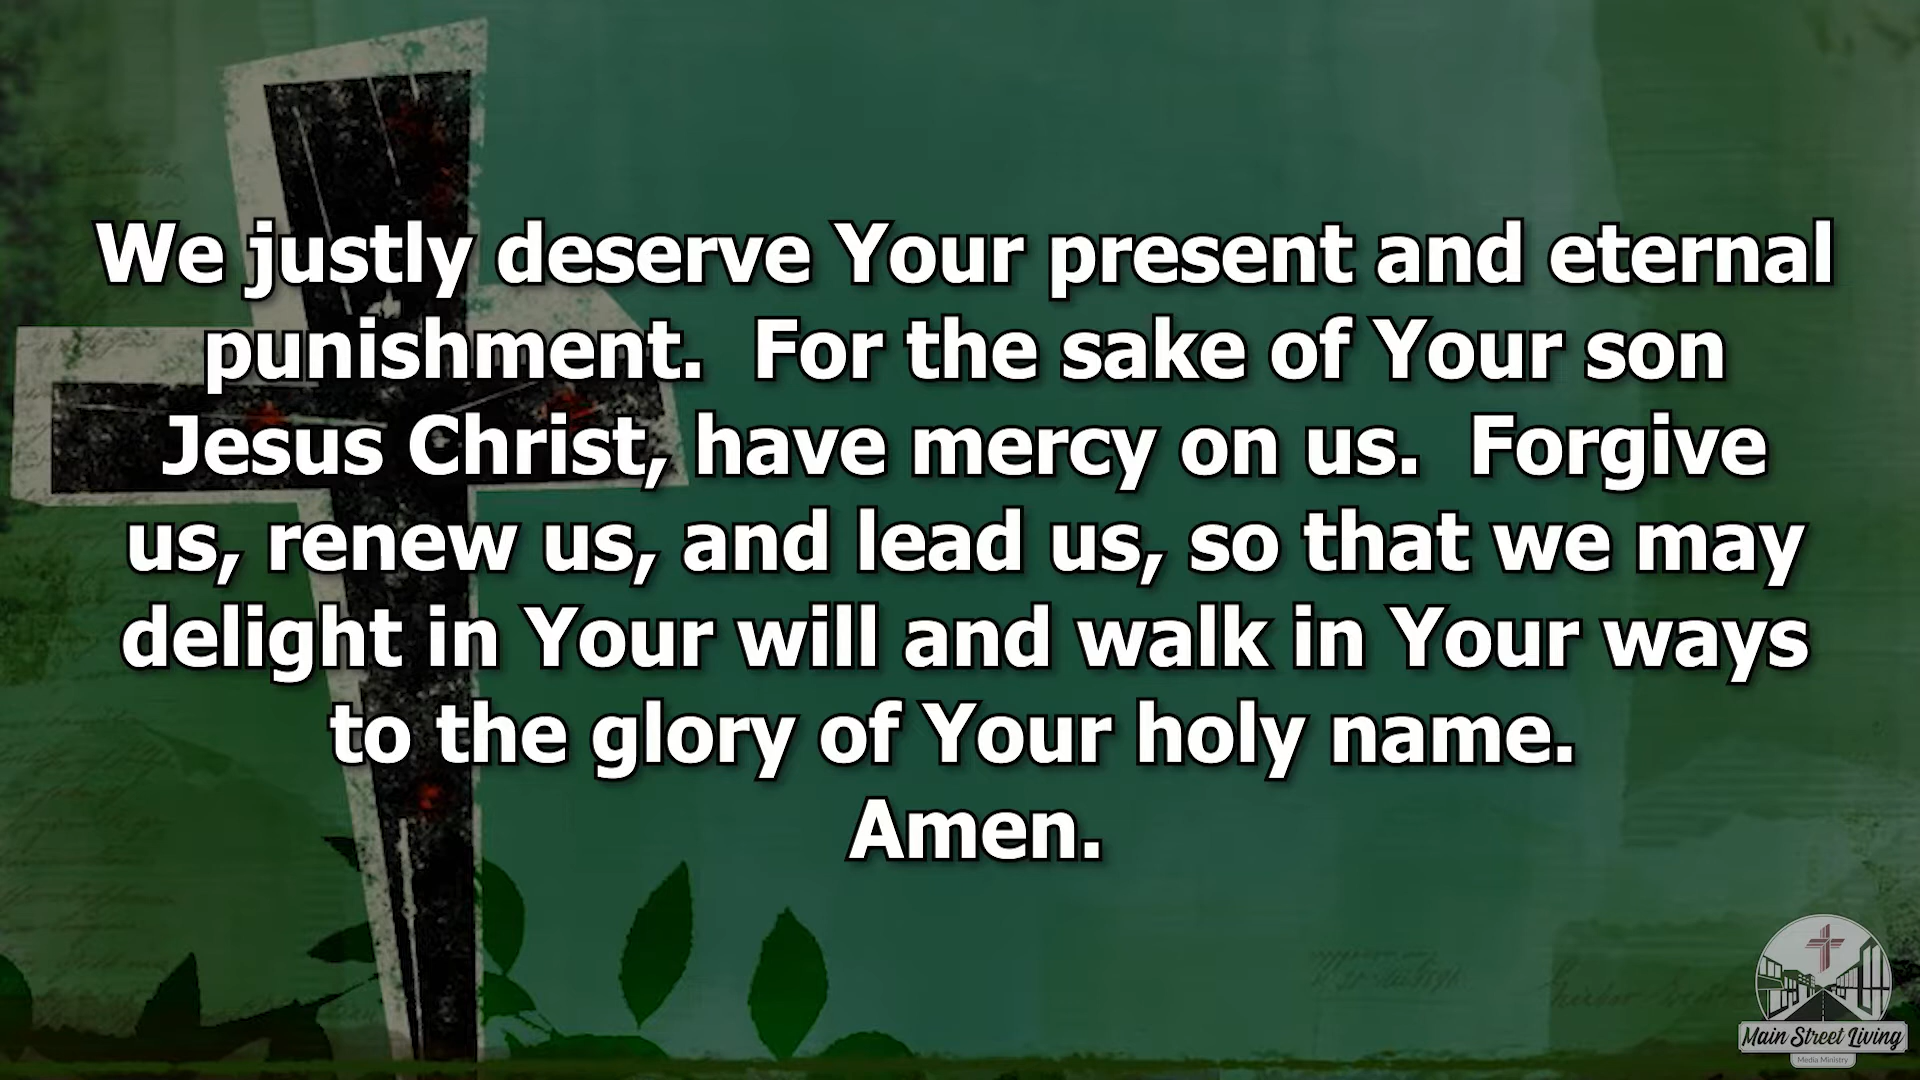 We justly deserve Your present and eternal
punishment.  For the sake of Your son
Jesus Christ, have mercy on us.  Forgive
us, renew us, and lead us, so that we may
delight in Your will and walk in Your ways
to the glory of Your holy name.
Amen.
Main Street Living
Media Ministry